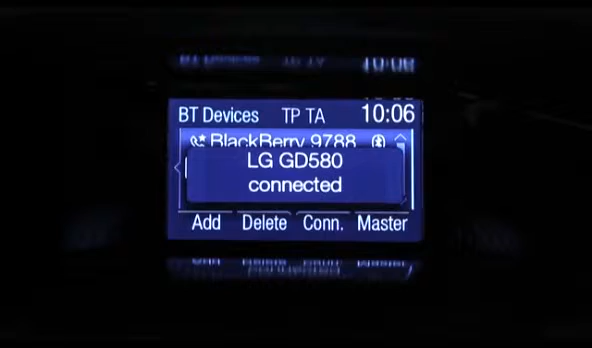 BT Devices TP TA 10:06
BlackBerry 9788
LG GD580
connected
Add Delete Conn. Master